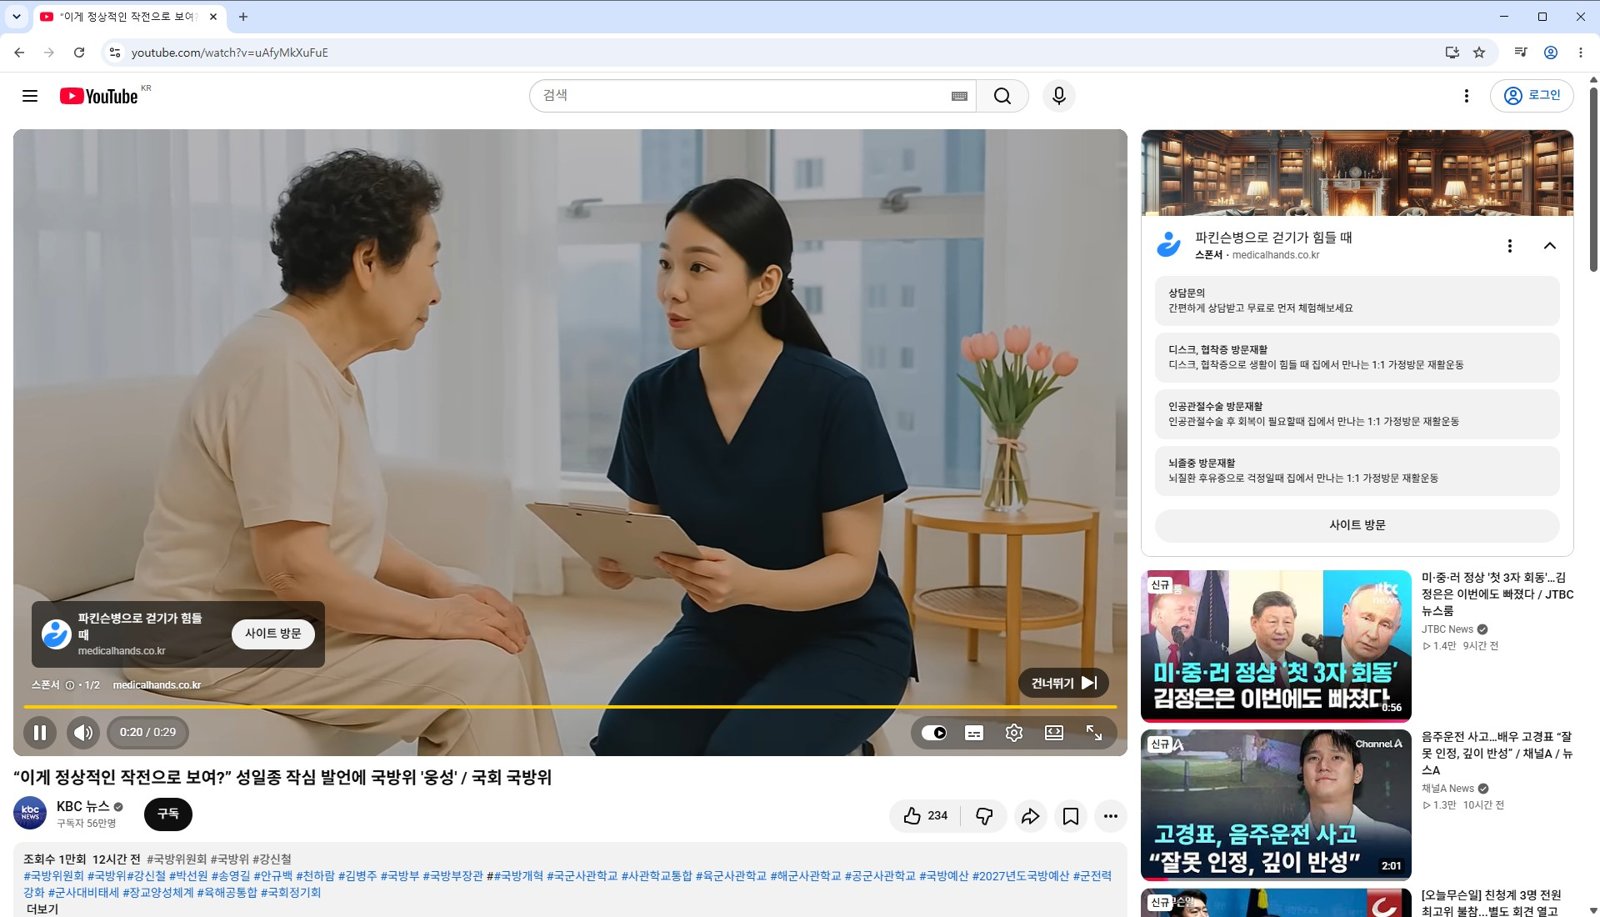 “이게 정상적인 작전으로 보여?
youtube.com/watch?v=uAfyMkXuFuE
YouTube KR
검색
로그인
파킨슨병으로 걷기가 힘들
때
medicalhands.co.kr
사이트 방문
스폰서 · 1/2 medicalhands.co.kr
건너뛰기
0:20 / 0:29
“이게 정상적인 작전으로 보여?” 성일종 작심 발언에 국방위 '웅성' / 국회 국방위
kbc
NEWS
KBC 뉴스
구독자 56만명
구독
234
조회수 1만회 12시간 전 #국방위원회 #국방위 #강신철
#국방위원회 #국방위#강신철 #박선원 #송영길 #안규백 #천하람 #김병주 #국방부 #국방부장관 ##국방개혁 #국군사관학교 #사관학교통합 #육군사관학교 #해군사관학교 #공군사관학교 #국방예산 #2027년도국방예산 #군전력
강화 #군사대비태세 #장교양성체계 #육해공통합 #국회정기회
더보기
파킨슨병으로 걷기가 힘들 때
스폰서 · medicalhands.co.kr
상담문의
간편하게 상담받고 무료로 먼저 체험해보세요
디스크, 협착증 방문재활
디스크, 협착증으로 생활이 힘들 때 집에서 만나는 1:1 가정방문 재활운동
인공관절수술 방문재활
인공관절수술 후 회복이 필요할때 집에서 만나는 1:1 가정방문 재활운동
뇌졸중 방문재활
뇌질환 후유증으로 걱정일때 집에서 만나는 1:1 가정방문 재활운동
사이트 방문
신규
jtbc
news
미·중·러 정상 ‘첫 3자 회동’
김정은은 이번에도 빠졌다
0:56
미·중·러 정상 '첫 3자 회동'…김
정은은 이번에도 빠졌다 / JTBC
뉴스룸
JTBC News
1.4만 9시간 전
신규
Channel A
고경표, 음주운전 사고
“잘못 인정, 깊이 반성”
2:01
음주운전 사고…배우 고경표 “잘
못 인정, 깊이 반성” / 채널A / 뉴
스A
채널A News
1.3만 10시간 전
신규
[오늘무슨일] 친청계 3명 전원
최고위 불참…별도 회견 열고